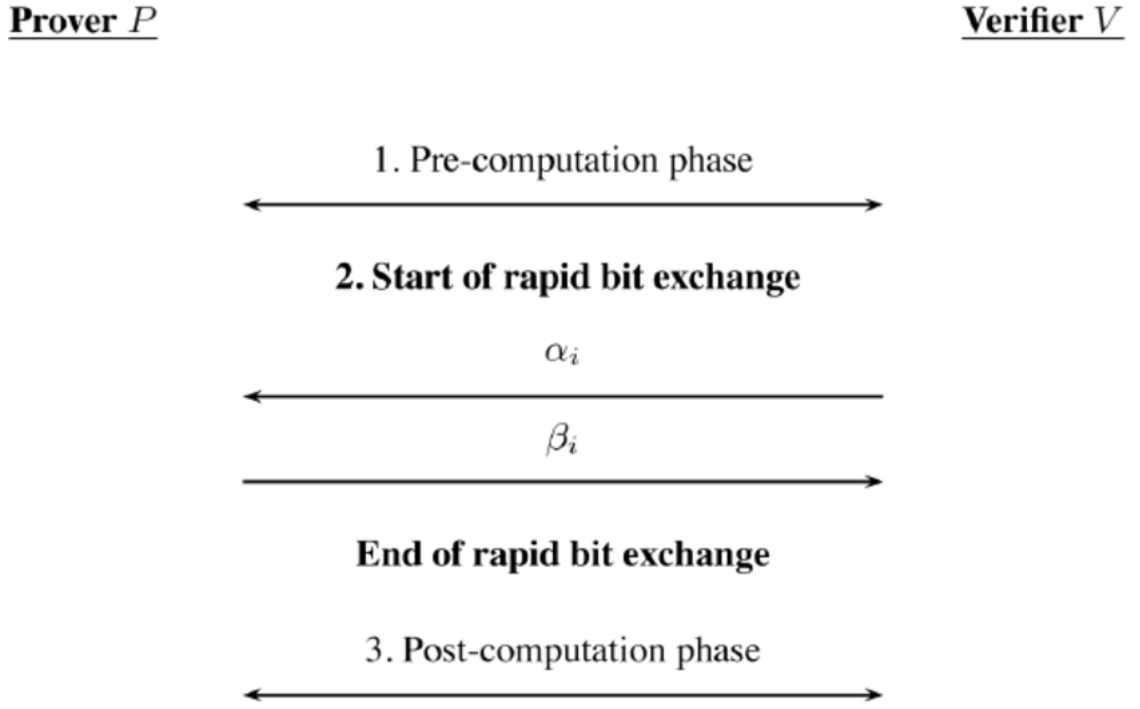 Prover P
Verifier V
1. Pre-computation phase
2. Start of rapid bit exchange
αᵢ
βᵢ
End of rapid bit exchange
3. Post-computation phase